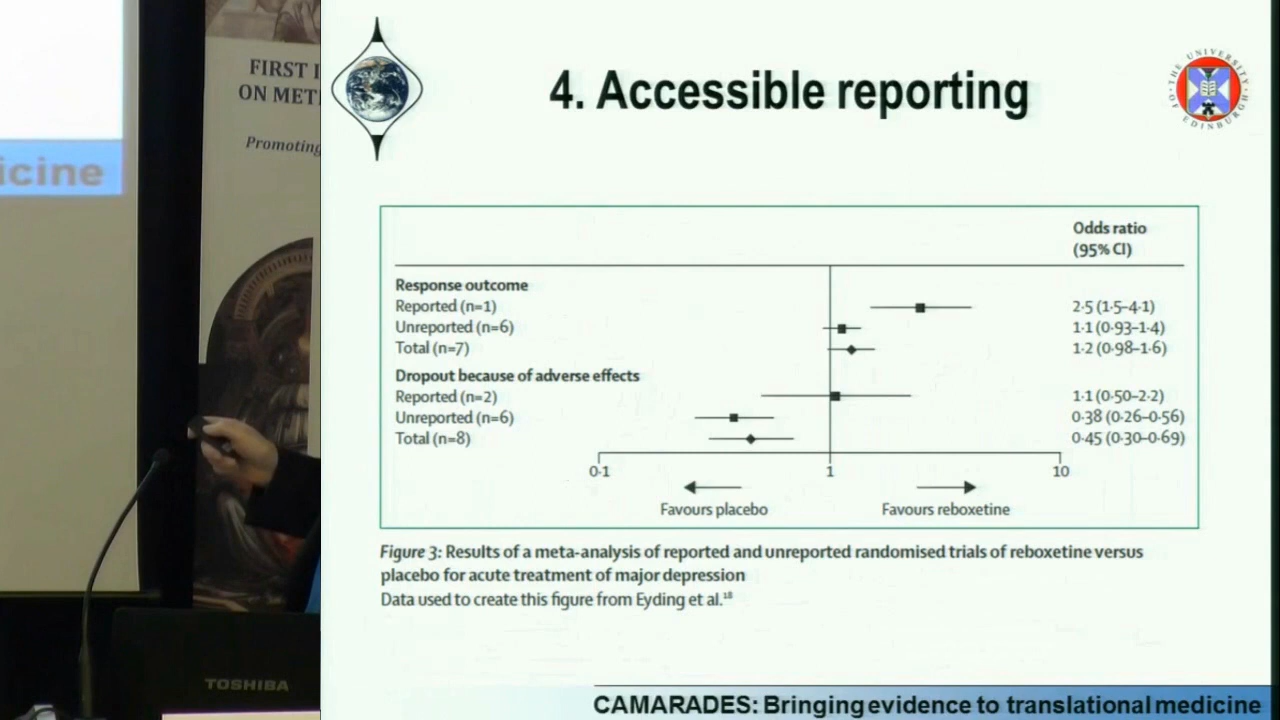 icine
FIRST I
ON MET
Promoting
TOSHIBA
4. Accessible reporting
THE UNIVERSITY OF EDINBURGH
Odds ratio
(95% CI)
Response outcome
Reported (n=1) 2·5 (1·5–4·1)
Unreported (n=6) 1·1 (0·93–1·4)
Total (n=7) 1·2 (0·98–1·6)
Dropout because of adverse effects
Reported (n=2) 1·1 (0·50–2·2)
Unreported (n=6) 0·38 (0·26–0·56)
Total (n=8) 0·45 (0·30–0·69)
0·1 1 10
Favours placebo Favours reboxetine
Figure 3: Results of a meta-analysis of reported and unreported randomised trials of reboxetine versus
placebo for acute treatment of major depression
Data used to create this figure from Eyding et al.¹⁸
CAMARADES: Bringing evidence to translational medicine